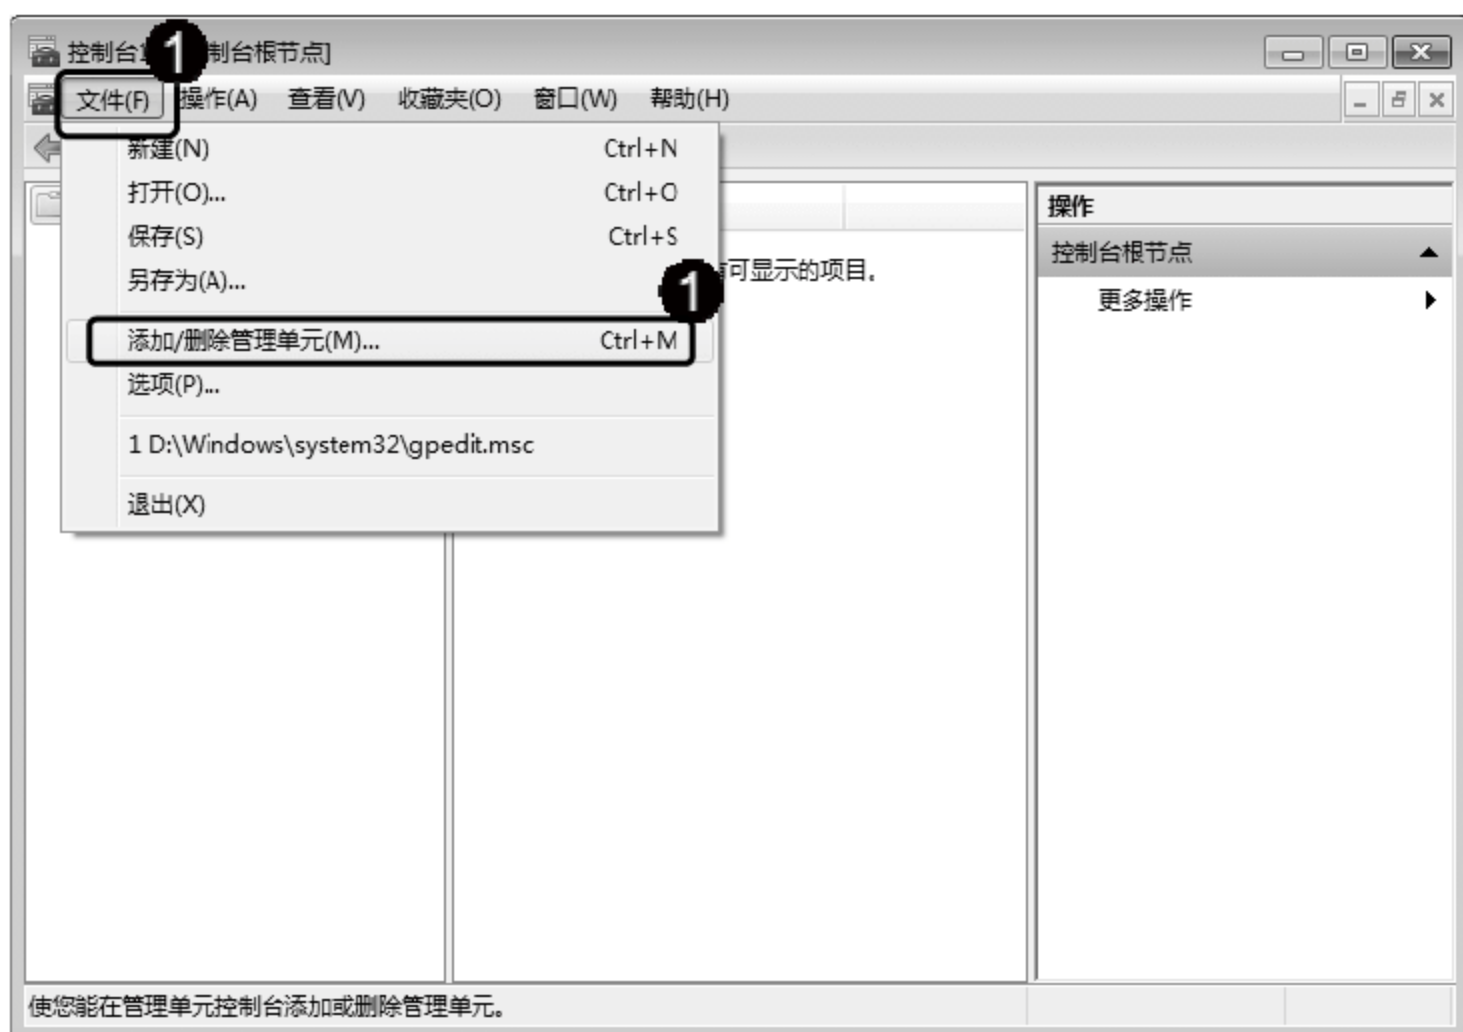 控制台1 制台根节点]
1
文件(F) 操作(A) 查看(V) 收藏夹(O) 窗口(W) 帮助(H)
新建(N) Ctrl+N
打开(O)... Ctrl+O
保存(S) Ctrl+S
另存为(A)...
1
可显示的项目。
添加/删除管理单元(M)... Ctrl+M
选项(P)...
1 D:\Windows\system32\gpedit.msc
退出(X)
操作
控制台根节点
更多操作
使您能在管理单元控制台添加或删除管理单元。